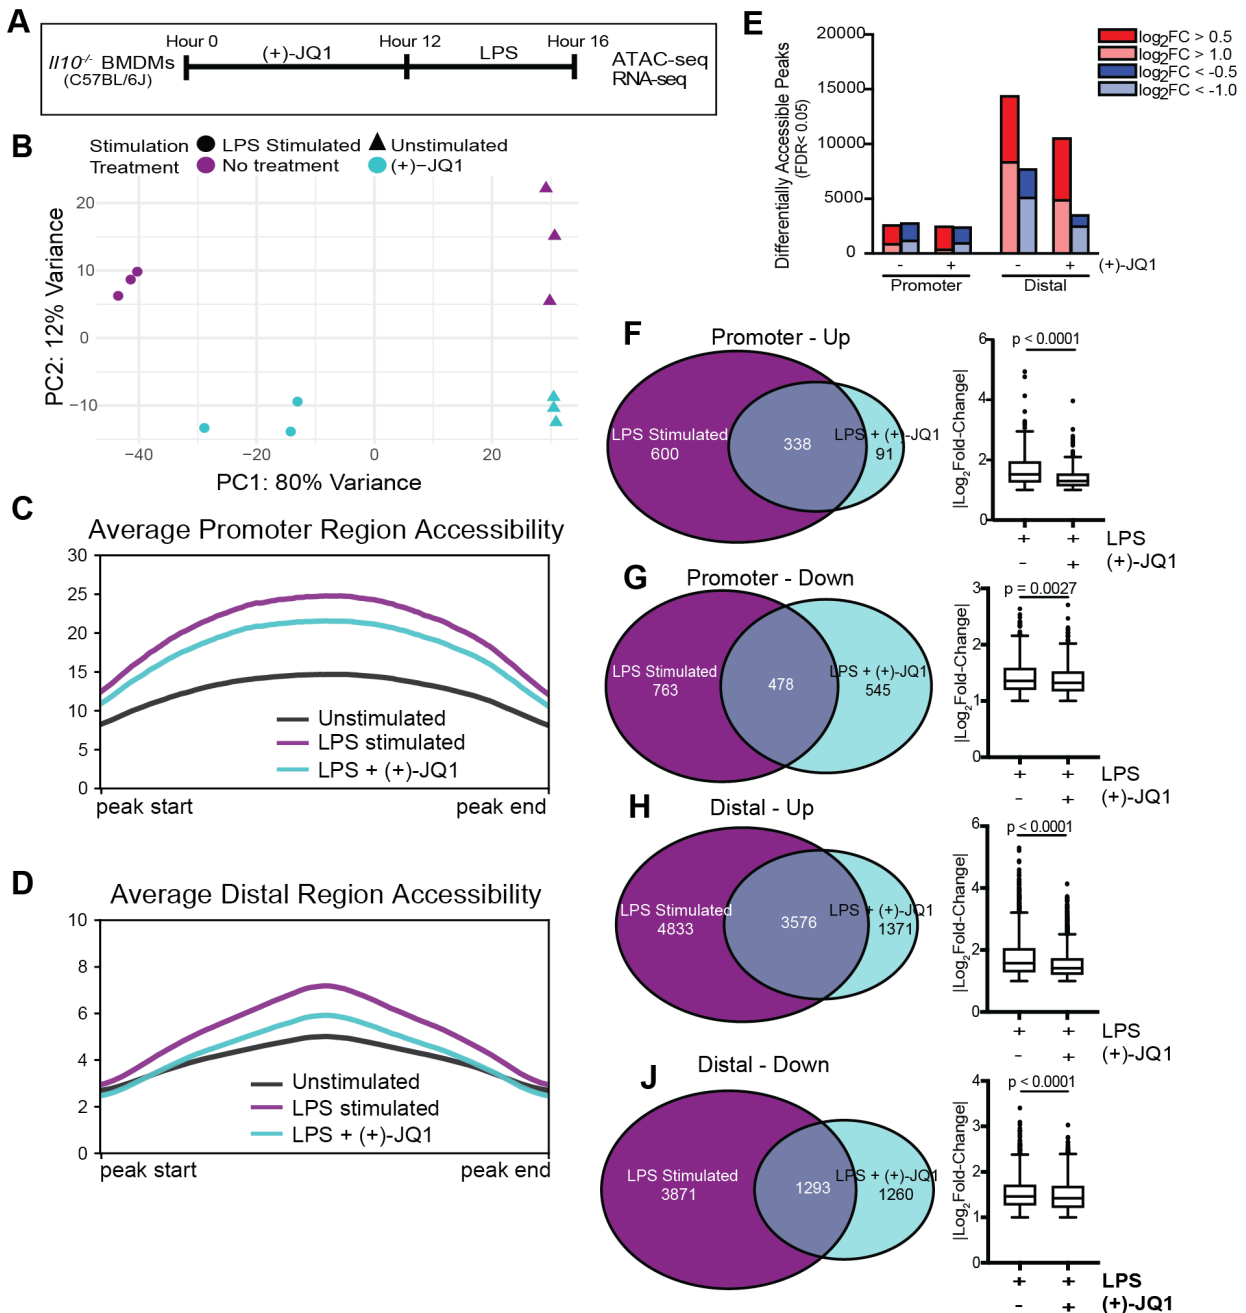 A
Hour 0
Hour 12
Hour 16
Il10-/- BMDMs
(C57BL/6J)
(+)-JQ1
LPS
ATAC-seq
RNA-seq
B
Stimulation
LPS Stimulated
Unstimulated
Treatment
No treatment
(+)−JQ1
PC2: 12% Variance
20
10
0
−10
−40
−20
0
20
PC1: 80% Variance
C
Average Promoter Region Accessibility
30
25
20
15
10
5
0
Unstimulated
LPS stimulated
LPS + (+)-JQ1
peak start
peak end
D
Average Distal Region Accessibility
10
8
6
4
2
0
Unstimulated
LPS stimulated
LPS + (+)-JQ1
peak start
peak end
E
Differentially Accessible Peaks
(FDR< 0.05)
20000
15000
10000
5000
0
log2FC > 0.5
log2FC > 1.0
log2FC < -0.5
log2FC < -1.0
- + - + (+)-JQ1
Promoter
Distal
F
Promoter - Up
LPS Stimulated
600
338
LPS + (+)-JQ1
91
|Log2Fold-Change|
6
4
2
0
p < 0.0001
+ + LPS
- + (+)-JQ1
G
Promoter - Down
LPS Stimulated
763
478
LPS + (+)-JQ1
545
|Log2Fold-Change|
3
2
1
0
p = 0.0027
+ + LPS
- + (+)-JQ1
H
Distal - Up
LPS Stimulated
4833
3576
LPS + (+)-JQ1
1371
|Log2Fold-Change|
6
4
2
0
p < 0.0001
+ + LPS
- + (+)-JQ1
J
Distal - Down
LPS Stimulated
3871
1293
LPS + (+)-JQ1
1260
|Log2Fold-Change|
4
3
2
1
0
p < 0.0001
+ + LPS
- + (+)-JQ1